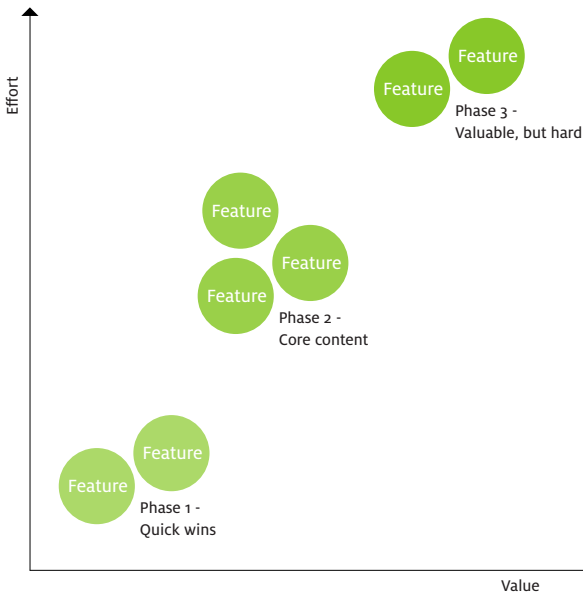 Effort
Feature
Feature
Phase 3 -
Valuable, but hard
Feature
Feature
Feature
Phase 2 -
Core content
Feature
Feature
Phase 1 -
Quick wins
Value